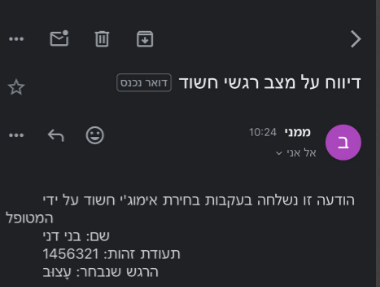 דיווח על מצב רגשי חשוד דואר נכנס
ממני 10:24
אל אני
ב
הודעה זו נשלחה בעקבות בחירת אימוג'י חשוד על ידי
המטופל
שם: בני דני
תעודת זהות: 1456321
הרגש שנבחר: עָצוּב